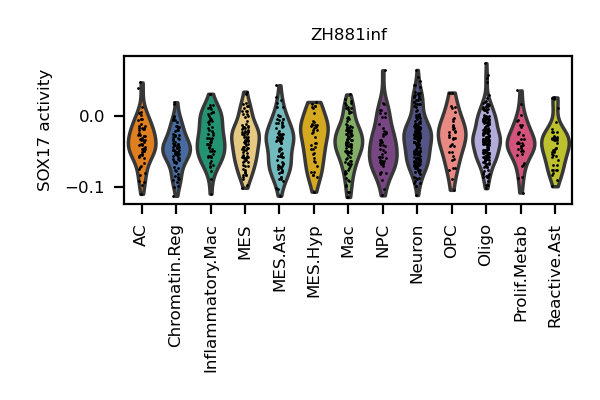 ZH881inf
SOX17 activity
0.0
−0.1
AC
Chromatin.Reg
Inflammatory.Mac
MES
MES.Ast
MES.Hyp
Mac
NPC
Neuron
OPC
Oligo
Prolif.Metab
Reactive.Ast